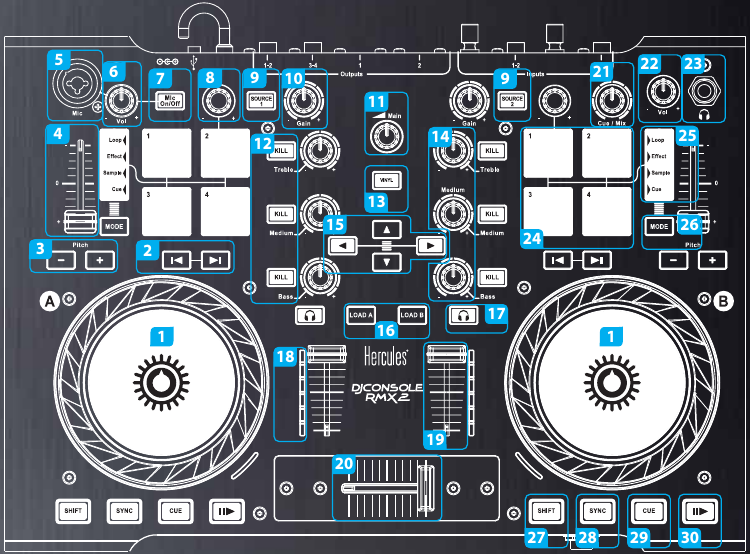 1-2
3-4
1
2
1-2
Outputs
Inputs
5
6
7
8
9
10
11
9
21
22
23
Mic
Vol
Mic
On/Off
SOURCE
1
Gain
Main
Gain
SOURCE
2
Cue / Mix
Vol
4
Loop
Effect
Sample
Cue
MODE
0
1
2
3
4
12
KILL
Treble
KILL
Medium
KILL
Bass
VINYL
13
14
Medium
KILL
Treble
KILL
Medium
KILL
Bass
15
1
2
3
4
24
25
Loop
Effect
Sample
Cue
0
MODE
26
Pitch
Pitch
3
2
A
B
LOAD A
LOAD B
16
17
1
1
18
19
Hercules
DJCONSOLE
RMX2
20
SHIFT
SYNC
CUE
SHIFT
SYNC
CUE
27
28
29
30